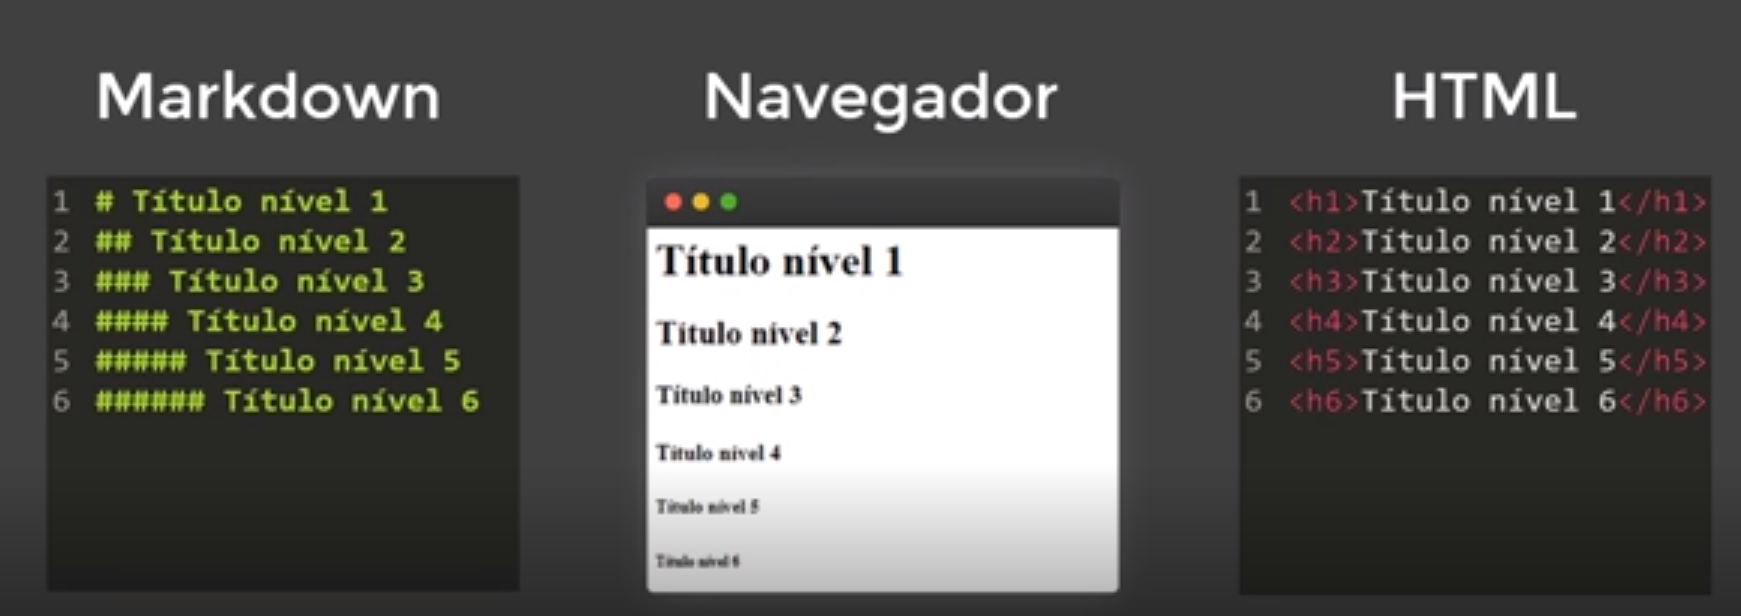 Markdown
1 # Título nível 1
2 ## Título nível 2
3 ### Título nível 3
4 #### Título nível 4
5 ##### Título nível 5
6 ###### Título nível 6
Navegador
Título nível 1
Título nível 2
Título nível 3
Título nível 4
Título nível 5
Título nível 6
HTML
1 <h1>Título nível 1</h1>
2 <h2>Título nível 2</h2>
3 <h3>Título nível 3</h3>
4 <h4>Título nível 4</h4>
5 <h5>Título nível 5</h5>
6 <h6>Título nível 6</h6>